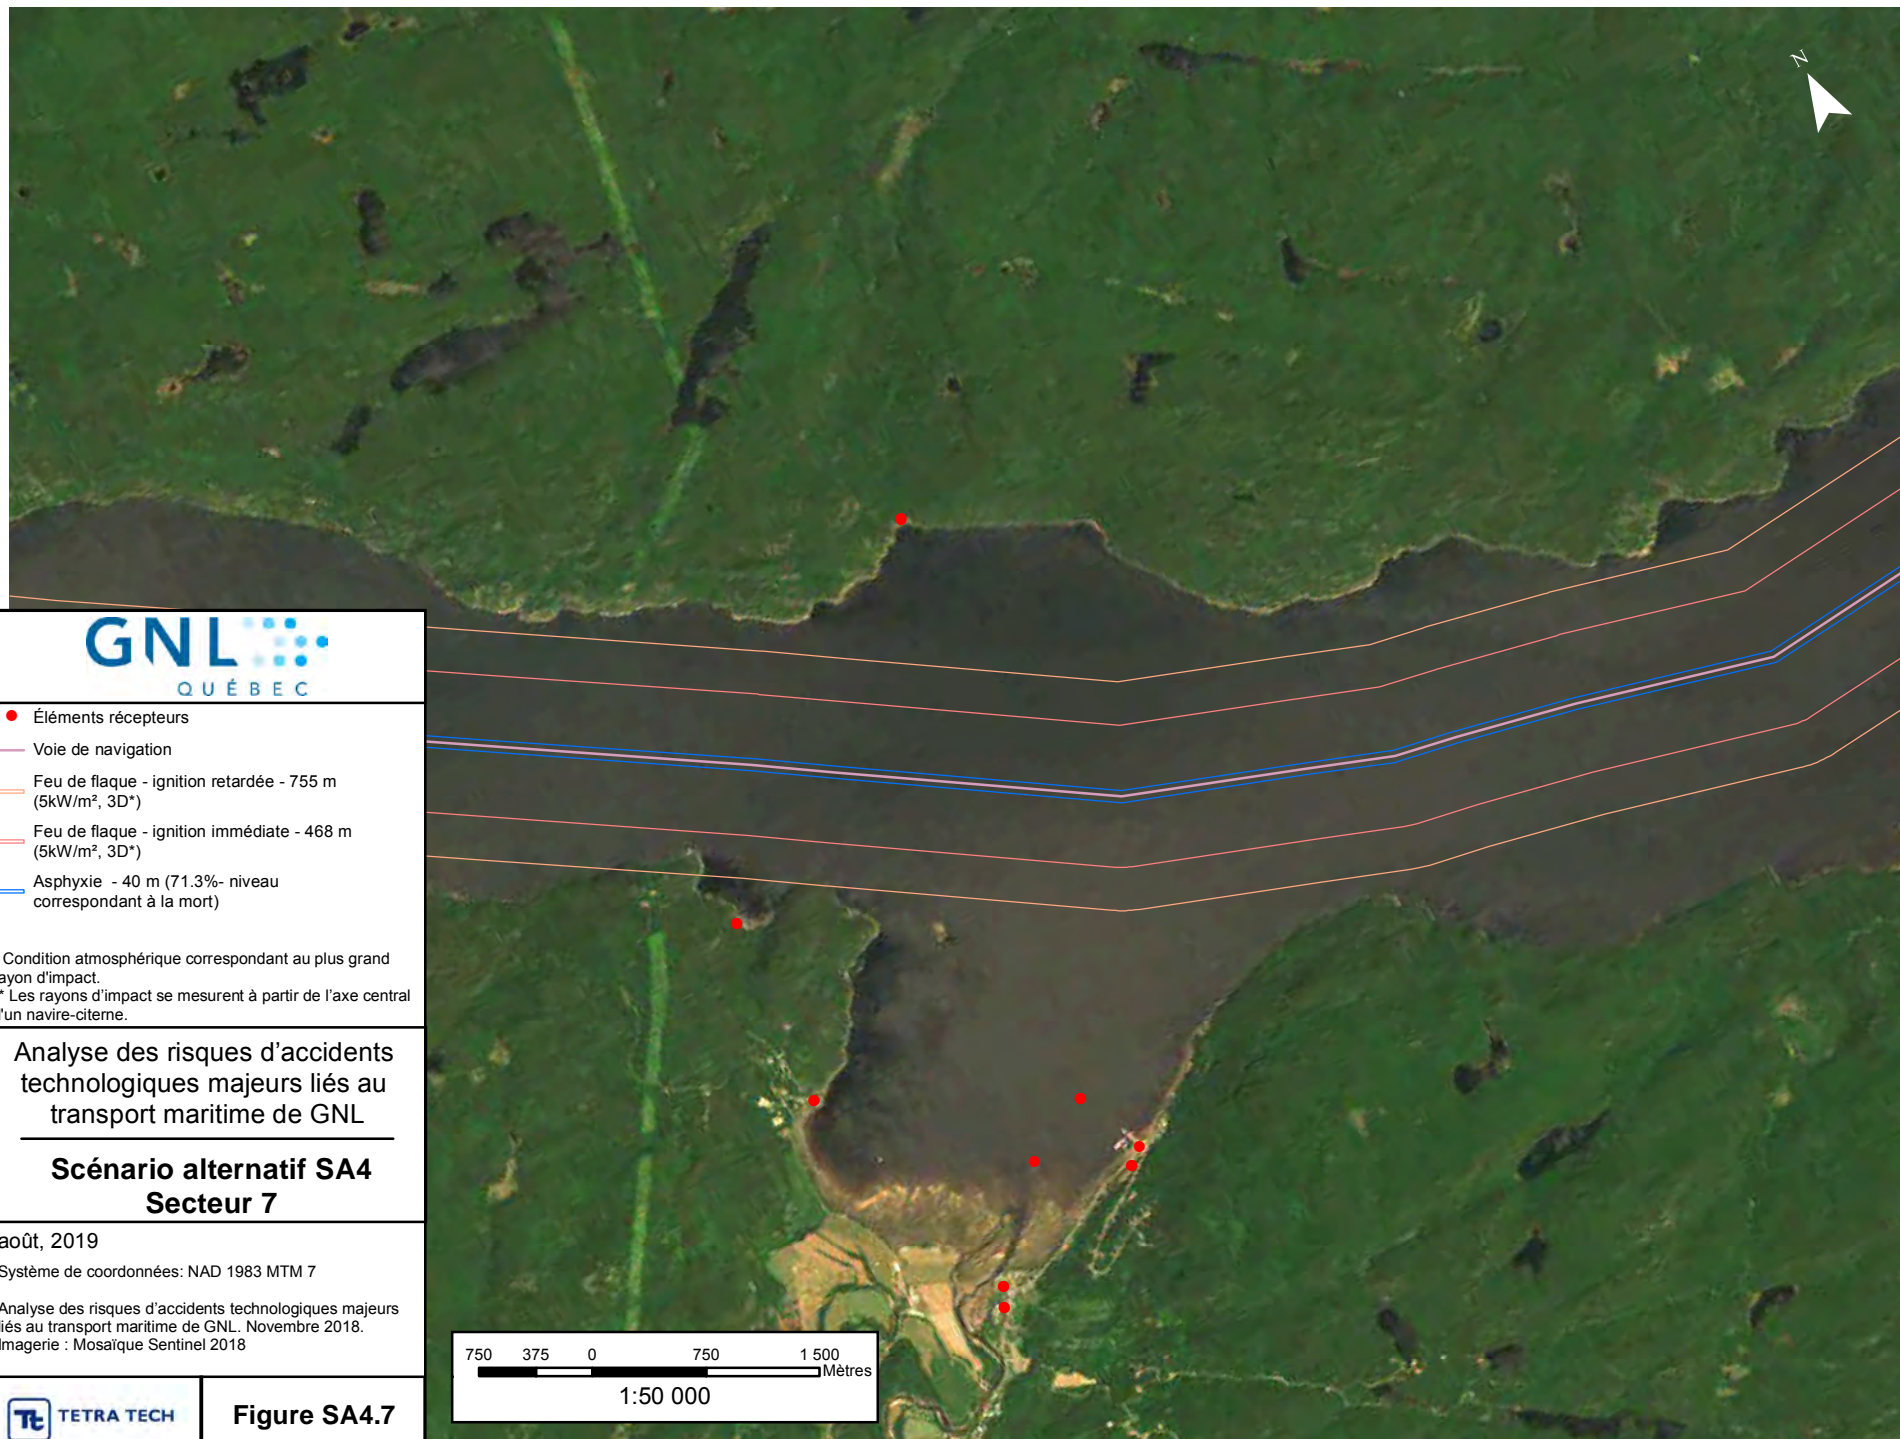 N
GNL
QUÉBEC
Éléments récepteurs
Voie de navigation
Feu de flaque - ignition retardée - 755 m
(5kW/m², 3D*)
Feu de flaque - ignition immédiate - 468 m
(5kW/m², 3D*)
Asphyxie - 40 m (71.3%- niveau
correspondant à la mort)
Condition atmosphérique correspondant au plus grand
ayon d'impact.
* Les rayons d'impact se mesurent à partir de l'axe central
'un navire-citerne.
Analyse des risques d'accidents
technologiques majeurs liés au
transport maritime de GNL
Scénario alternatif SA4
Secteur 7
août, 2019
Système de coordonnées: NAD 1983 MTM 7
Analyse des risques d'accidents technologiques majeurs
liés au transport maritime de GNL. Novembre 2018.
Imagerie : Mosaïque Sentinel 2018
750 375 0 750 1 500
Mètres
1:50 000
Tt TETRA TECH
Figure SA4.7